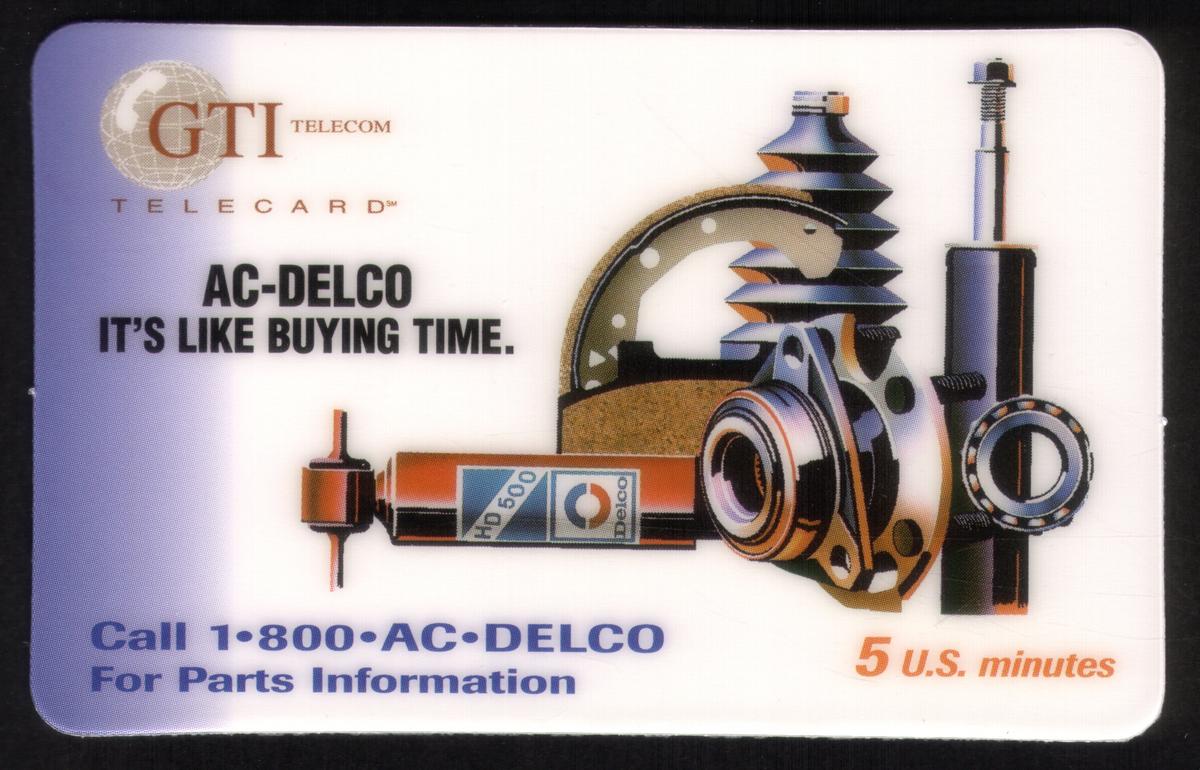 GTI TELECOM
TELECARD℠
AC-DELCO
IT'S LIKE BUYING TIME.
HD 500
Delco
Call 1•800•AC•DELCO
For Parts Information
5 U.S. minutes